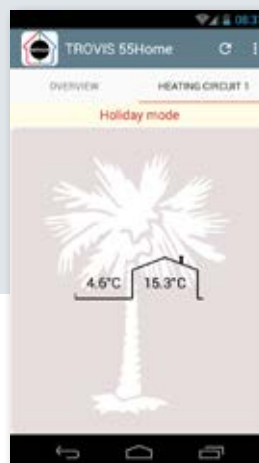 08:3
TROVIS 55Home
OVERVIEW HEATING CIRCUIT 1
Holiday mode
4.6°C 15.3°C